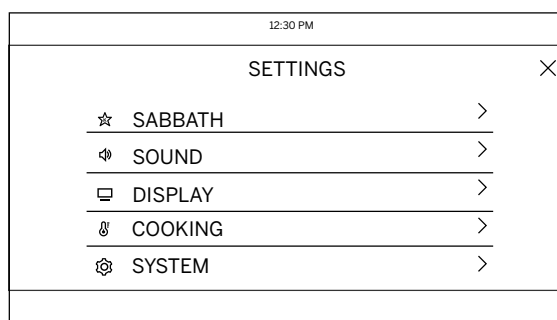 12:30 PM
SETTINGS
SABBATH
SOUND
DISPLAY
COOKING
SYSTEM